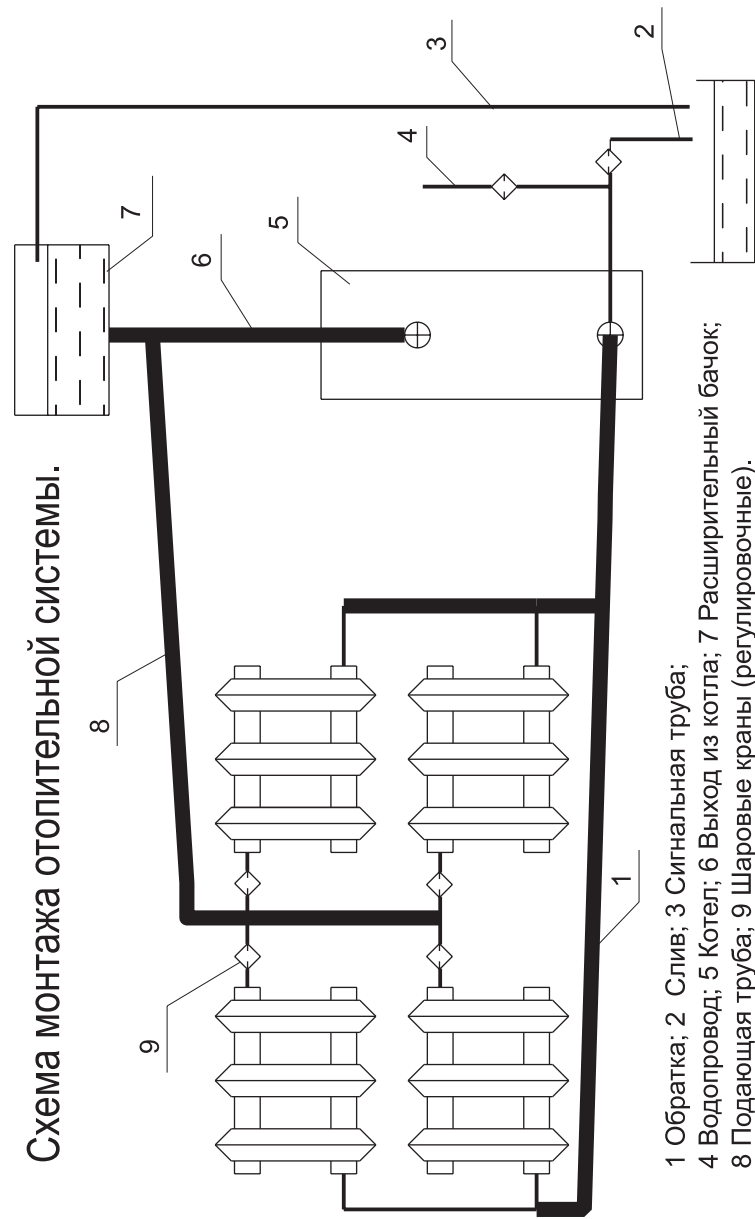 Схема монтажа отопительной системы.
3
2
4
7
5
6
8
1
9
1 Обратка; 2 Слив; 3 Сигнальная труба;
4 Водопровод; 5 Котел; 6 Выход из котла; 7 Расширительный бачок;
8 Подающая труба; 9 Шаровые краны (регулировочные).